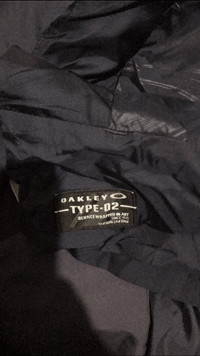 OAKLEY
TYPE-02
SCIENCE WRAPPED IN ART